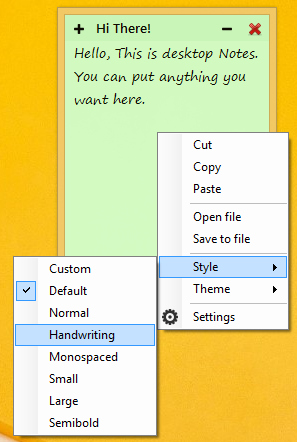 Hi There!
Hello, This is desktop Notes.
You can put anything you
want here.
Cut
Copy
Paste
Open file
Save to file
Style
Theme
Settings
Custom
Default
Normal
Handwriting
Monospaced
Small
Large
Semibold